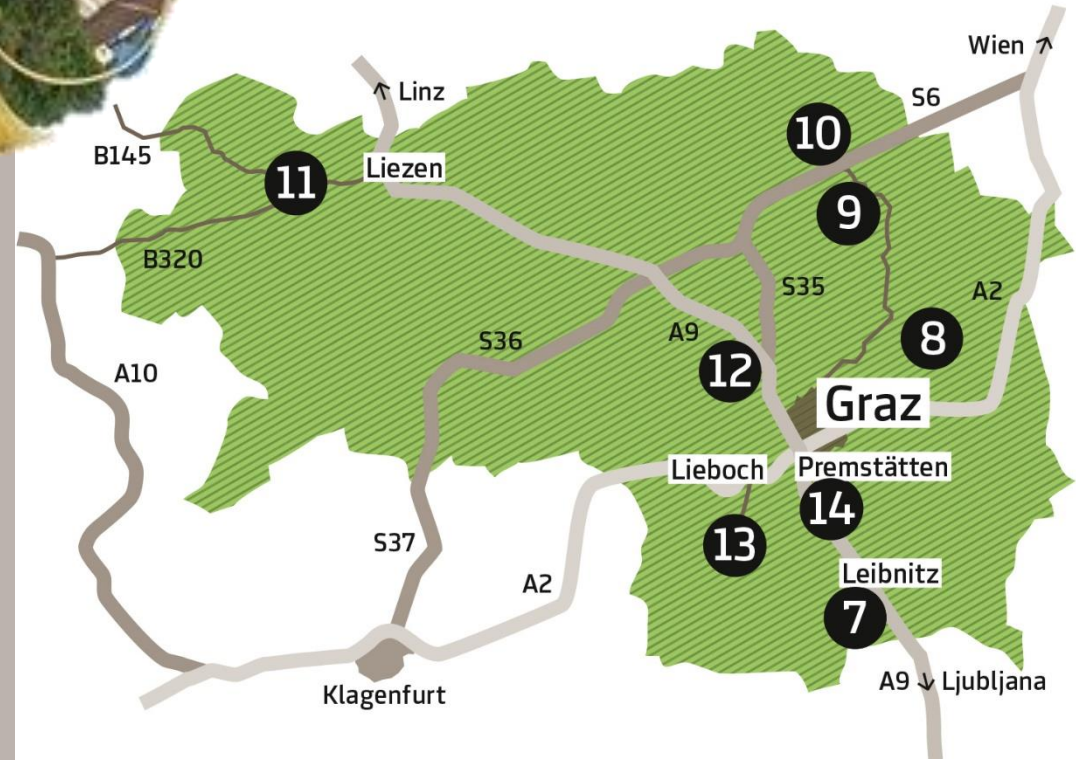 Wien ↗
↖ Linz
S6
10
B145
Liezen
11
9
B320
S35
A2
A9
8
S36
12
A10
Graz
Lieboch
Premstätten
14
13
S37
Leibnitz
A2
7
A9 ↓ Ljubljana
Klagenfurt